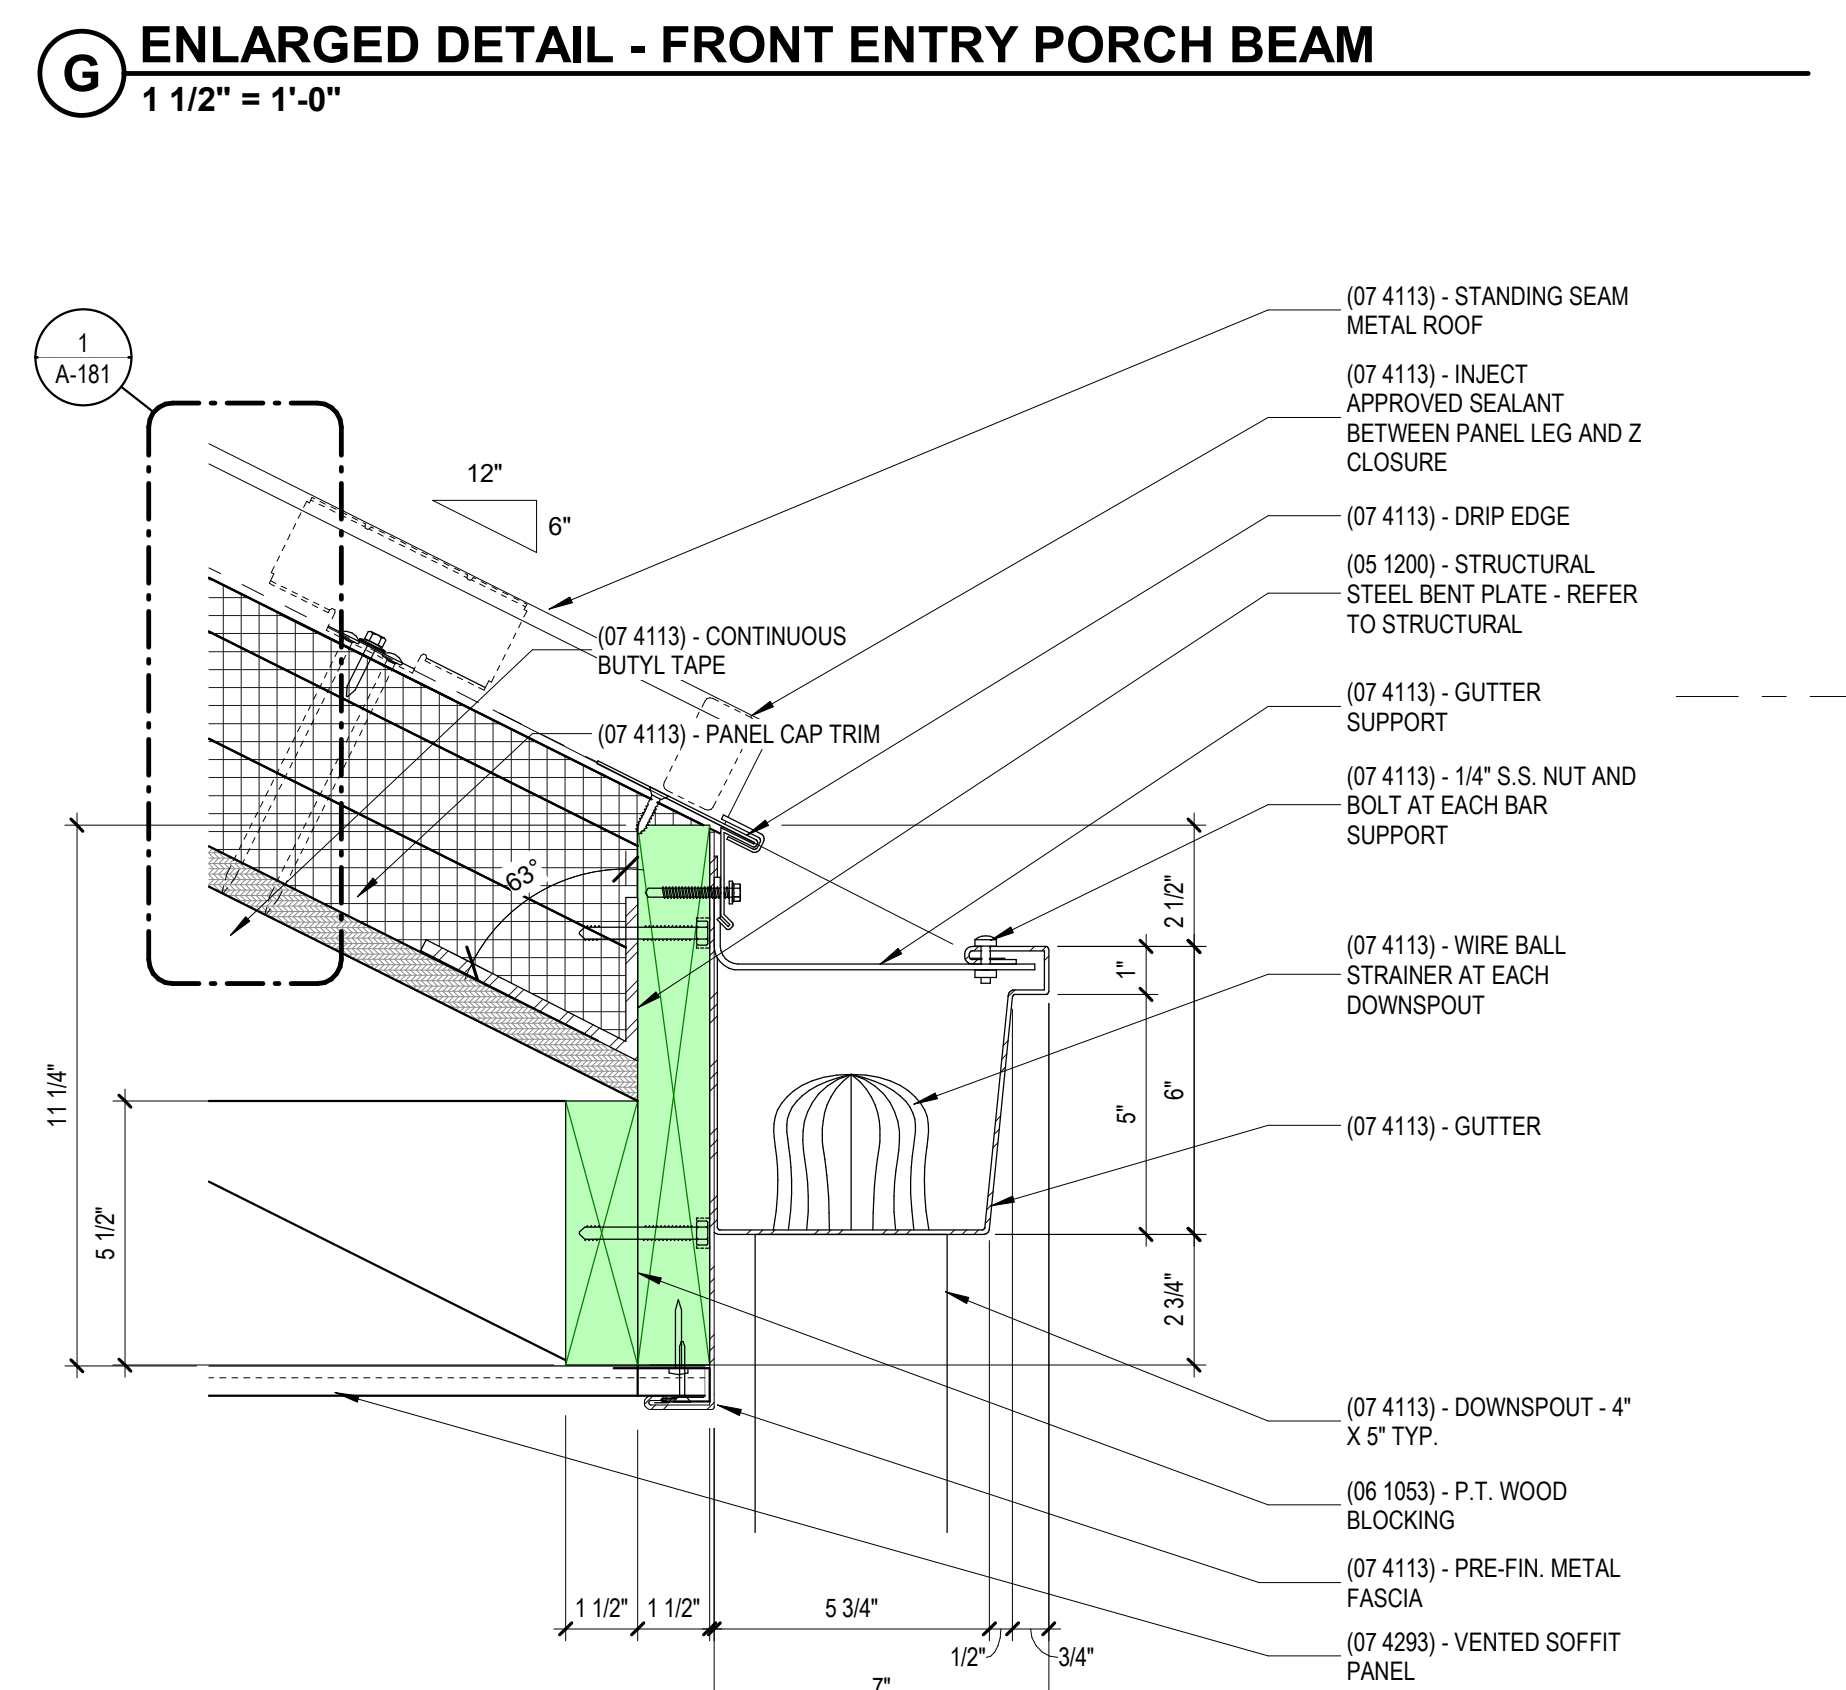 G
ENLARGED DETAIL - FRONT ENTRY PORCH BEAM
1 1/2" = 1'-0"
(07 4113) - STANDING SEAM
METAL ROOF
(07 4113) - INJECT
APPROVED SEALANT
BETWEEN PANEL LEG AND Z
CLOSURE
(07 4113) - DRIP EDGE
(05 1200) - STRUCTURAL
STEEL BENT PLATE - REFER
TO STRUCTURAL
(07 4113) - GUTTER
SUPPORT
(07 4113) - 1/4" S.S. NUT AND
BOLT AT EACH BAR
SUPPORT
(07 4113) - WIRE BALL
STRAINER AT EACH
DOWNSPOUT
(07 4113) - GUTTER
(07 4113) - DOWNSPOUT - 4"
X 5" TYP.
(06 1053) - P.T. WOOD
BLOCKING
(07 4113) - PRE-FIN. METAL
FASCIA
(07 4293) - VENTED SOFFIT
PANEL
1
A-181
12"
6"
(07 4113) - CONTINUOUS
BUTYL TAPE
(07 4113) - PANEL CAP TRIM
63°
11 1/4"
5 1/2"
2 1/2"
1"
5"
6"
2 3/4"
1 1/2"
1 1/2"
5 3/4"
1/2"
3/4"
7"